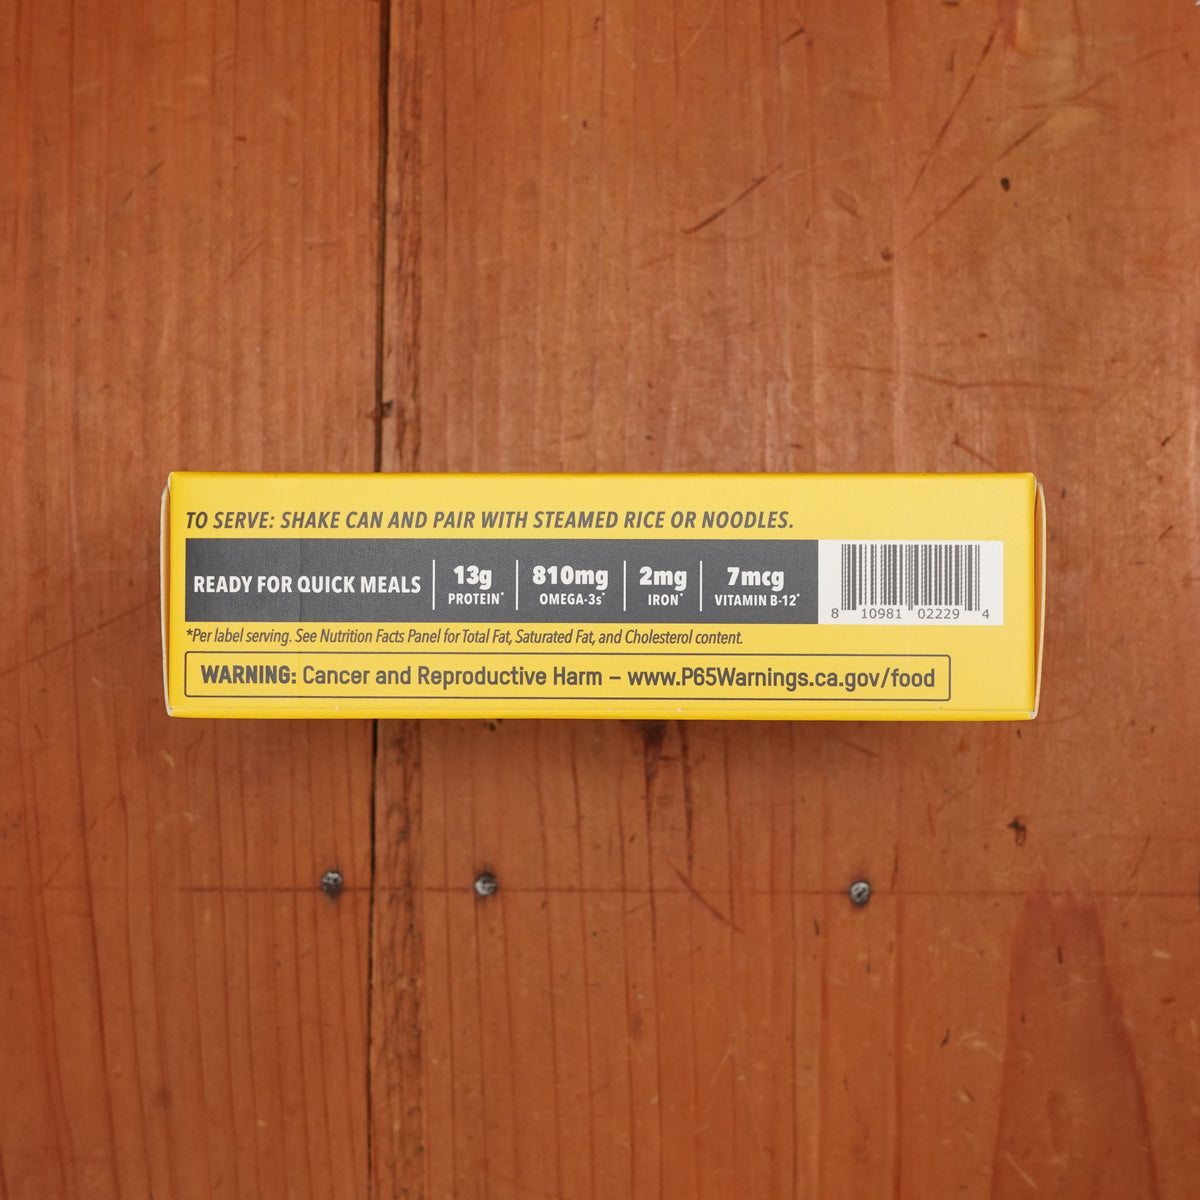 TO SERVE: SHAKE CAN AND PAIR WITH STEAMED RICE OR NOODLES.
READY FOR QUICK MEALS
13g
PROTEIN*
810mg
OMEGA-3s*
2mg
IRON*
7mcg
VITAMIN B-12*
8 10981 02229 4
*Per label serving. See Nutrition Facts Panel for Total Fat, Saturated Fat, and Cholesterol content.
WARNING: Cancer and Reproductive Harm – www.P65Warnings.ca.gov/food